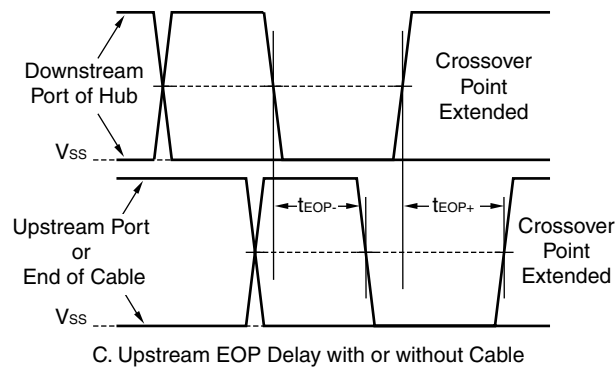 Downstream
Port of Hub
Crossover
Point
Extended
VSS
tEOP-
tEOP+
Upstream Port
or
End of Cable
Crossover
Point
Extended
VSS
C. Upstream EOP Delay with or without Cable